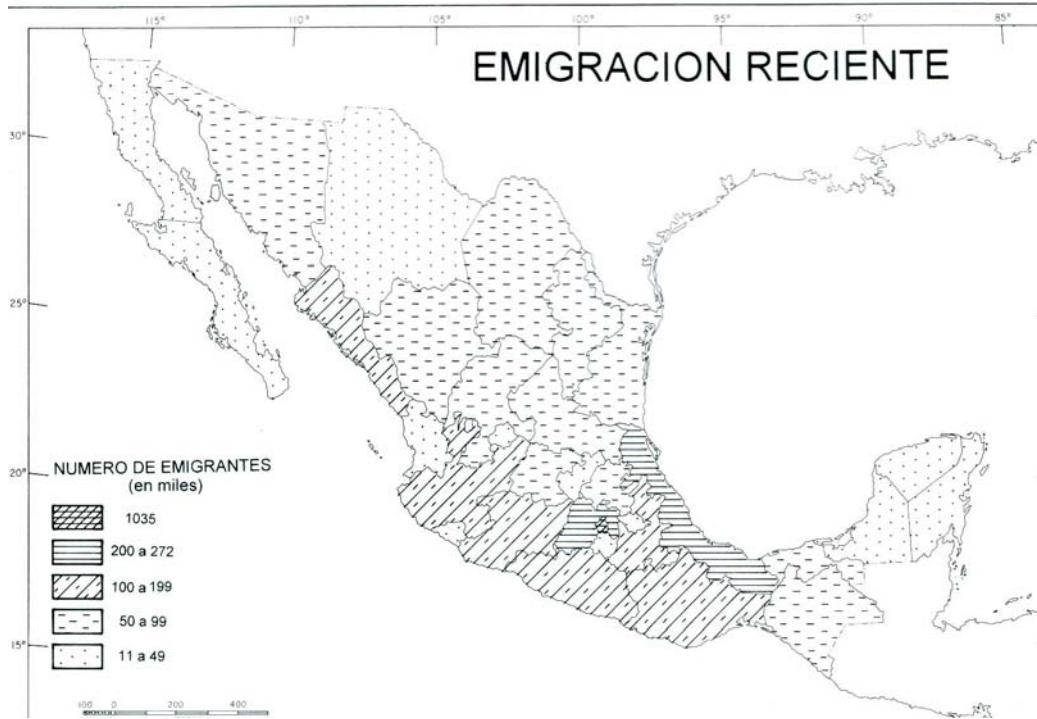 115° 110° 105° 100° 95° 90° 85°
EMIGRACION RECIENTE
30°
25°
20°
15°
NUMERO DE EMIGRANTES
(en miles)
1035
200 a 272
100 a 199
50 a 99
11 a 49
100 0 200 400